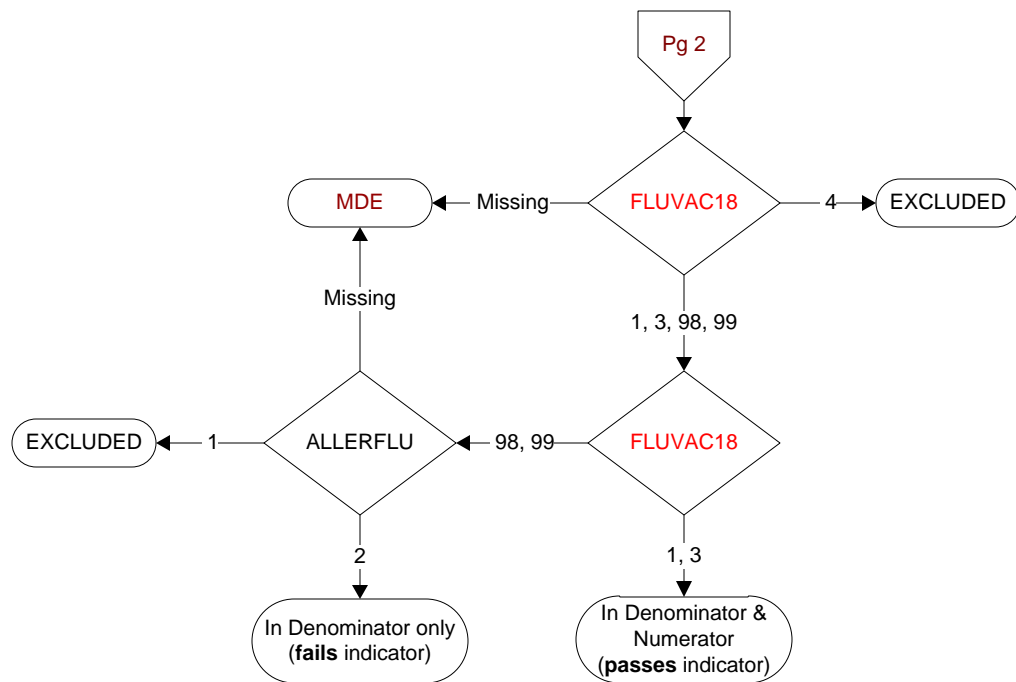 Pg 2
MDE
Missing
FLUVAC18
4
EXCLUDED
Missing
1, 3, 98, 99
EXCLUDED
1
ALLERFLU
98, 99
FLUVAC18
2
1, 3
In Denominator only
(fails indicator)
In Denominator &
Numerator
(passes indicator)